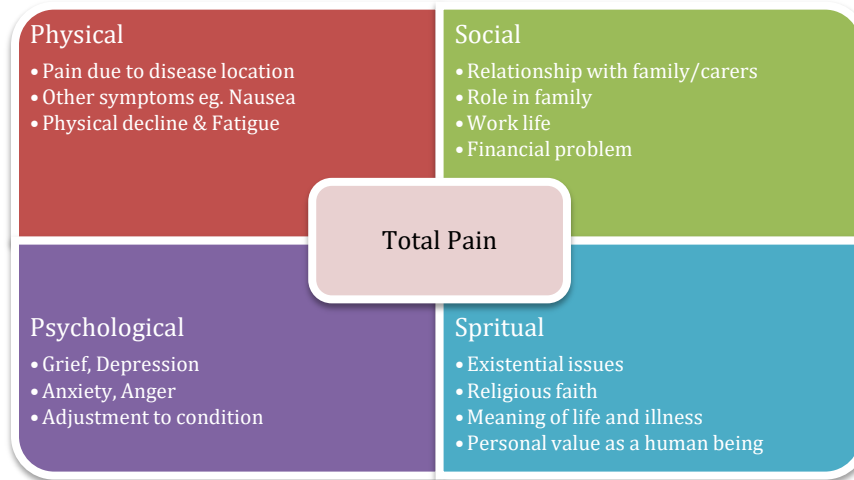 Physical
• Pain due to disease location
• Other symptoms eg. Nausea
• Physical decline & Fatigue
Social
• Relationship with family/carers
• Role in family
• Work life
• Financial problem
Total Pain
Psychological
• Grief, Depression
• Anxiety, Anger
• Adjustment to condition
Spritual
• Existential issues
• Religious faith
• Meaning of life and illness
• Personal value as a human being